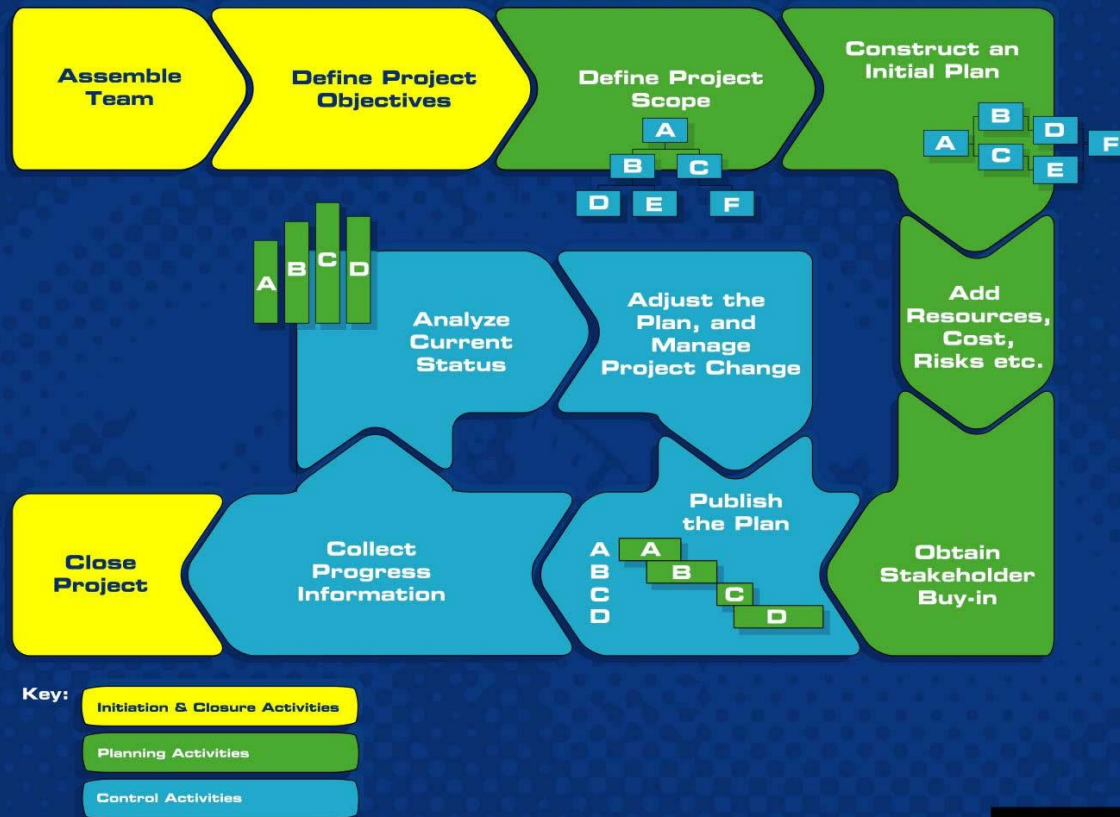 Assemble
Team
Define Project
Objectives
Define Project
Scope
A
B C
D E F
Construct an
Initial Plan
B
D
A
F
C
E
Add
Resources,
Cost,
Risks etc.
A
B
C
D
Analyze
Current
Status
Adjust the
Plan, and
Manage
Project Change
Close
Project
Collect
Progress
Information
Publish
the Plan
A A
B B
C C
D D
Obtain
Stakeholder
Buy-in
Key:
Initiation & Closure Activities
Planning Activities
Control Activities